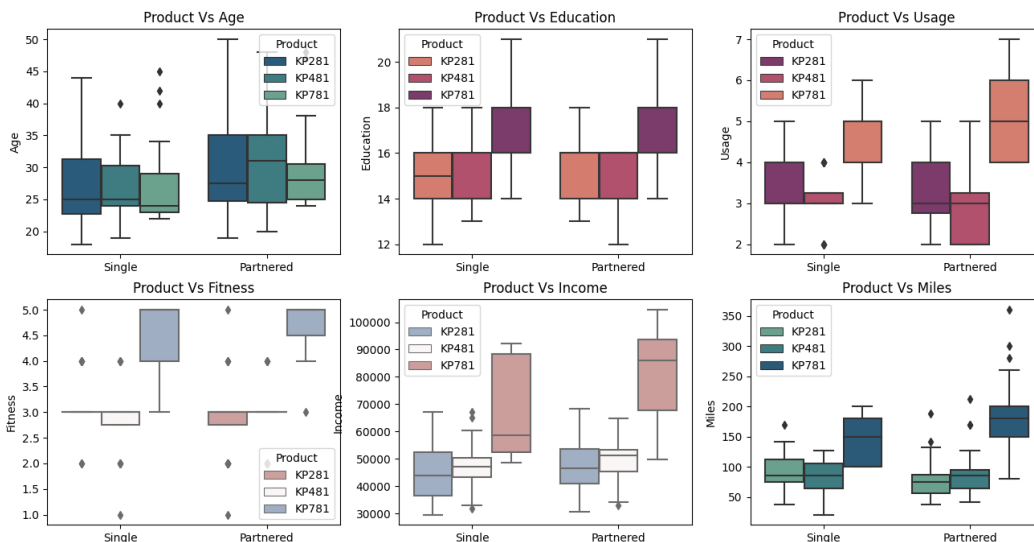 Product Vs Age
50
45
40
35
30
25
20
Age
Product
KP281
KP481
KP781
Single
Partnered
Product Vs Education
20
18
16
14
12
Education
Product
KP281
KP481
KP781
Single
Partnered
Product Vs Usage
7
6
5
4
3
2
Usage
Product
KP281
KP481
KP781
Single
Partnered
Product Vs Fitness
5.0
4.5
4.0
3.5
3.0
2.5
2.0
1.5
1.0
Fitness
Product
KP281
KP481
KP781
Single
Partnered
Product Vs Income
100000
90000
80000
70000
60000
50000
40000
30000
Income
Product
KP281
KP481
KP781
Single
Partnered
Product Vs Miles
350
300
250
200
150
100
50
Miles
Product
KP281
KP481
KP781
Single
Partnered